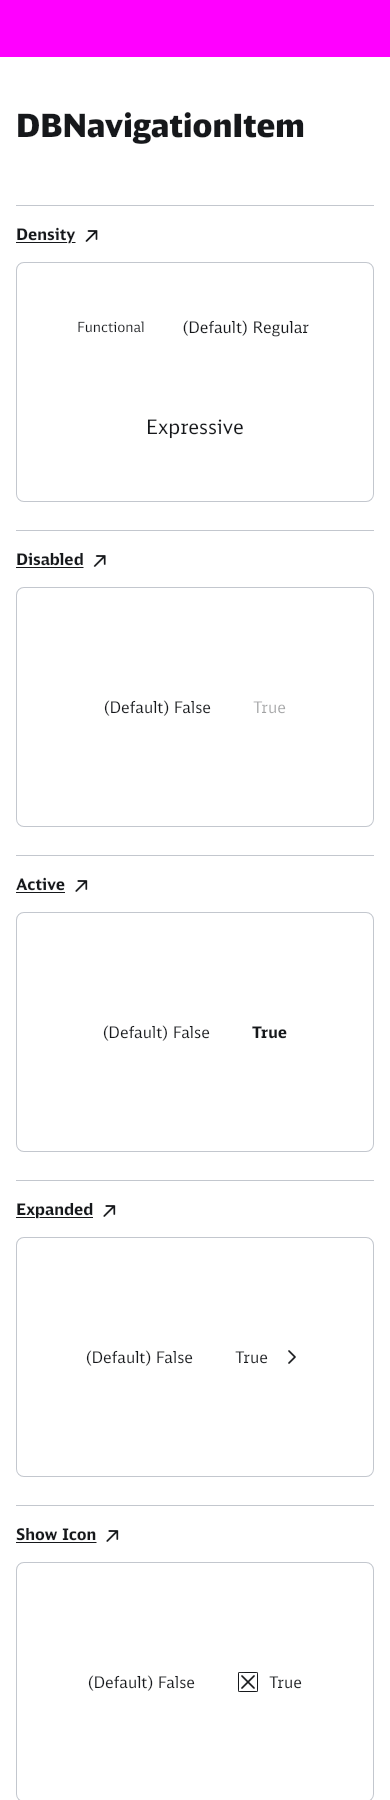 DBNavigationItem
Density
Functional (Default) Regular
Expressive
Disabled
(Default) False True
Active
(Default) False True
Expanded
(Default) False True
Show Icon
(Default) False True